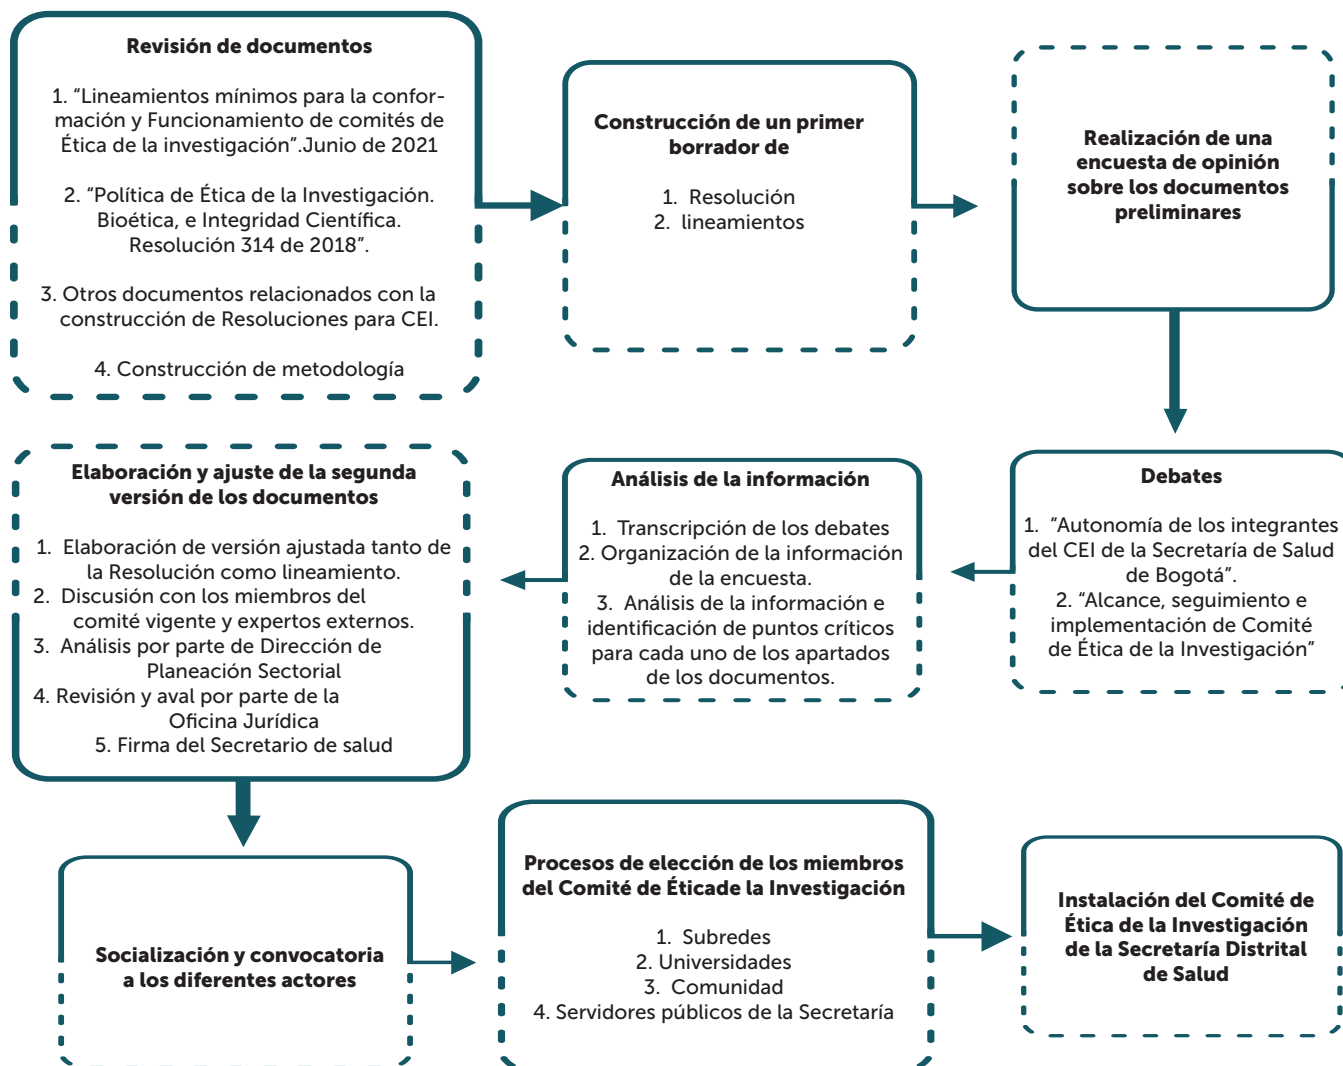 Revisión de documentos
1. “Lineamientos mínimos para la confor-
mación y Funcionamiento de comités de
Ética de la investigación”.Junio de 2021
2. “Política de Ética de la Investigación.
Bioética, e Integridad Científica.
Resolución 314 de 2018”.
3. Otros documentos relacionados con la
construcción de Resoluciones para CEI.
4. Construcción de metodología
Construcción de un primer
borrador de
1. Resolución
2. lineamientos
Realización de una
encuesta de opinión
sobre los documentos
preliminares
Debates
1. “Autonomía de los integrantes
del CEI de la Secretaría de Salud
de Bogotá”.
2. “Alcance, seguimiento e
implementación de Comité
de Ética de la Investigación”
Análisis de la información
1. Transcripción de los debates
2. Organización de la información
de la encuesta.
3. Análisis de la información e
identificación de puntos críticos
para cada uno de los apartados
de los documentos.
Elaboración y ajuste de la segunda
versión de los documentos
1. Elaboración de versión ajustada tanto de
la Resolución como lineamiento.
2. Discusión con los miembros del
comité vigente y expertos externos.
3. Análisis por parte de Dirección de
Planeación Sectorial
4. Revisión y aval por parte de la
Oficina Jurídica
5. Firma del Secretario de salud
Socialización y convocatoria
a los diferentes actores
Procesos de elección de los miembros
del Comité de Éticade la Investigación
1. Subredes
2. Universidades
3. Comunidad
4. Servidores públicos de la Secretaría
Instalación del Comité de
Ética de la Investigación
de la Secretaría Distrital
de Salud